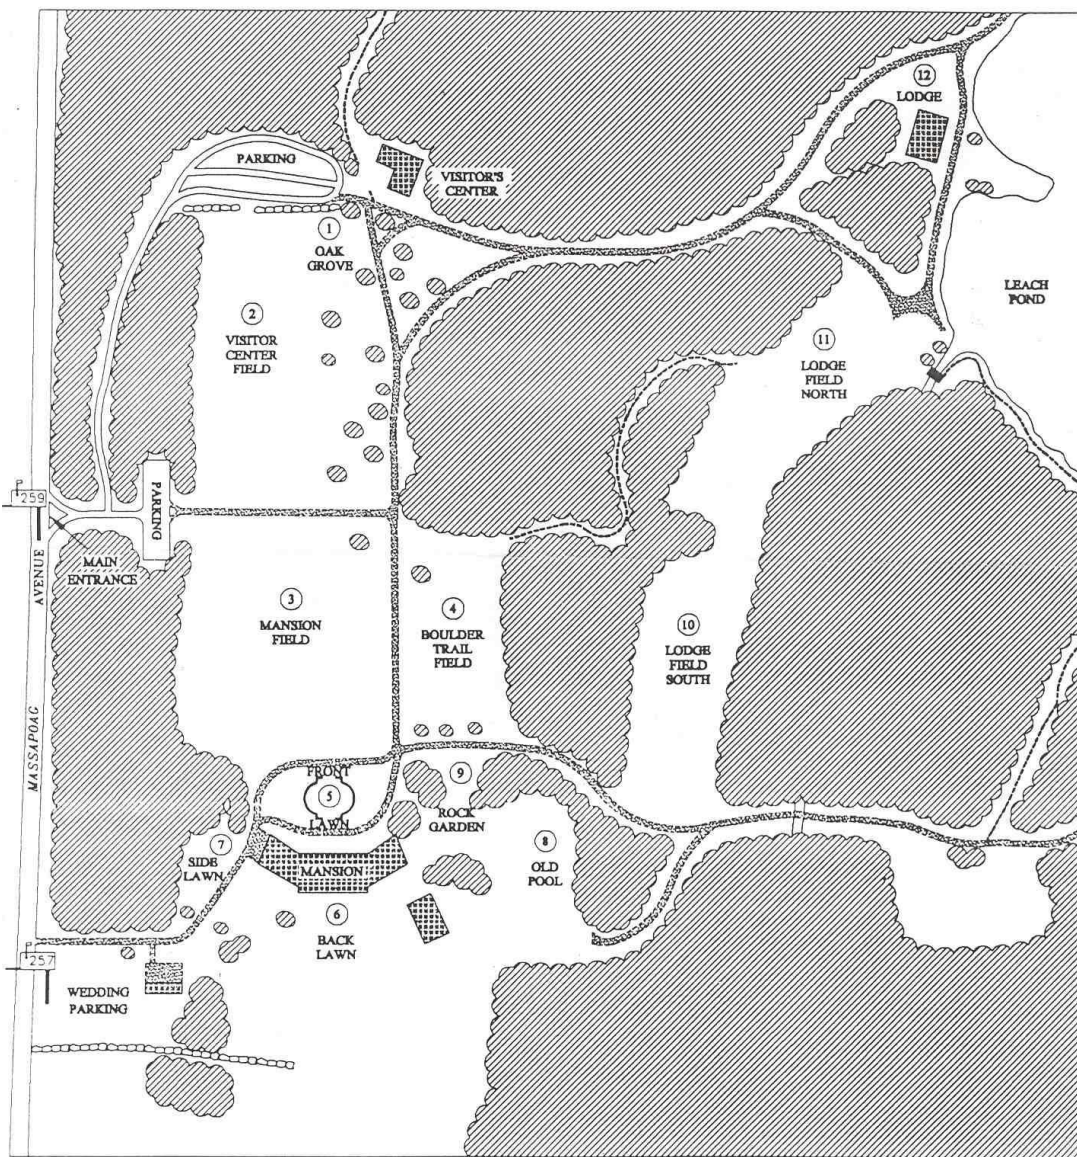 12
LODGE
PARKING
VISITOR'S
CENTER
1
OAK
GROVE
LEACH
POND
2
VISITOR
CENTER
FIELD
11
LODGE
FIELD
NORTH
259
PARKING
MAIN
ENTRANCE
MASSAPOAG AVENUE
3
MANSION
FIELD
4
BOULDER
TRAIL
FIELD
10
LODGE
FIELD
SOUTH
FRONT
5
LAWN
9
ROCK
GARDEN
7
SIDE
LAWN
8
OLD
POOL
MANSION
6
BACK
LAWN
257
WEDDING
PARKING